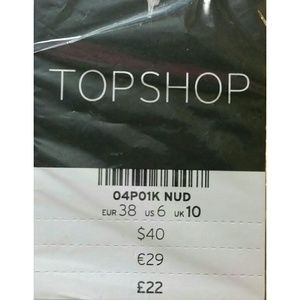 TOPSHOP
04P01K NUD
EUR 38 US 6 UK 10
$40
€29
£22